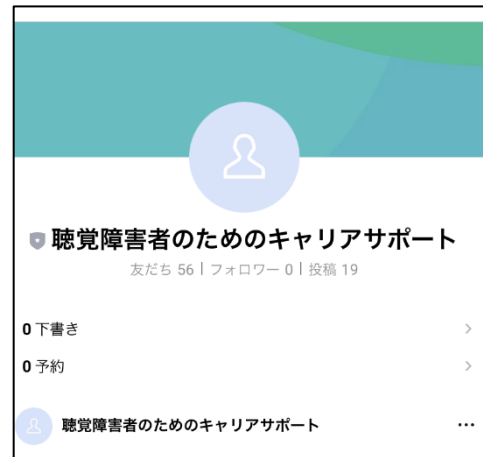 聴覚障害者のためのキャリアサポート
友だち 56 | フォロワー 0 | 投稿 19
0 下書き
0 予約
聴覚障害者のためのキャリアサポート